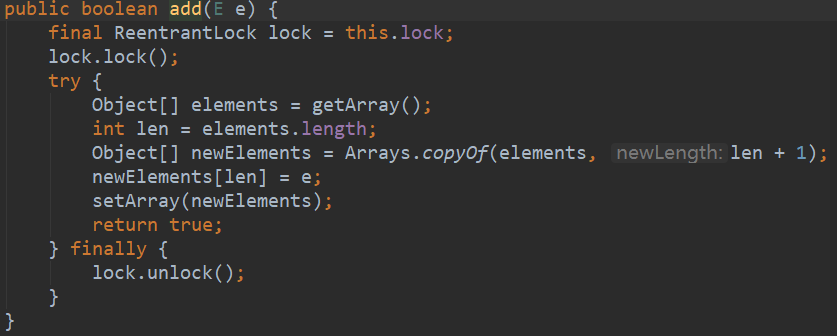 public boolean add(E e) {
    final ReentrantLock lock = this.lock;
    lock.lock();
    try {
        Object[] elements = getArray();
        int len = elements.length;
        Object[] newElements = Arrays.copyOf(elements, newLength: len + 1);
        newElements[len] = e;
        setArray(newElements);
        return true;
    } finally {
        lock.unlock();
    }
}